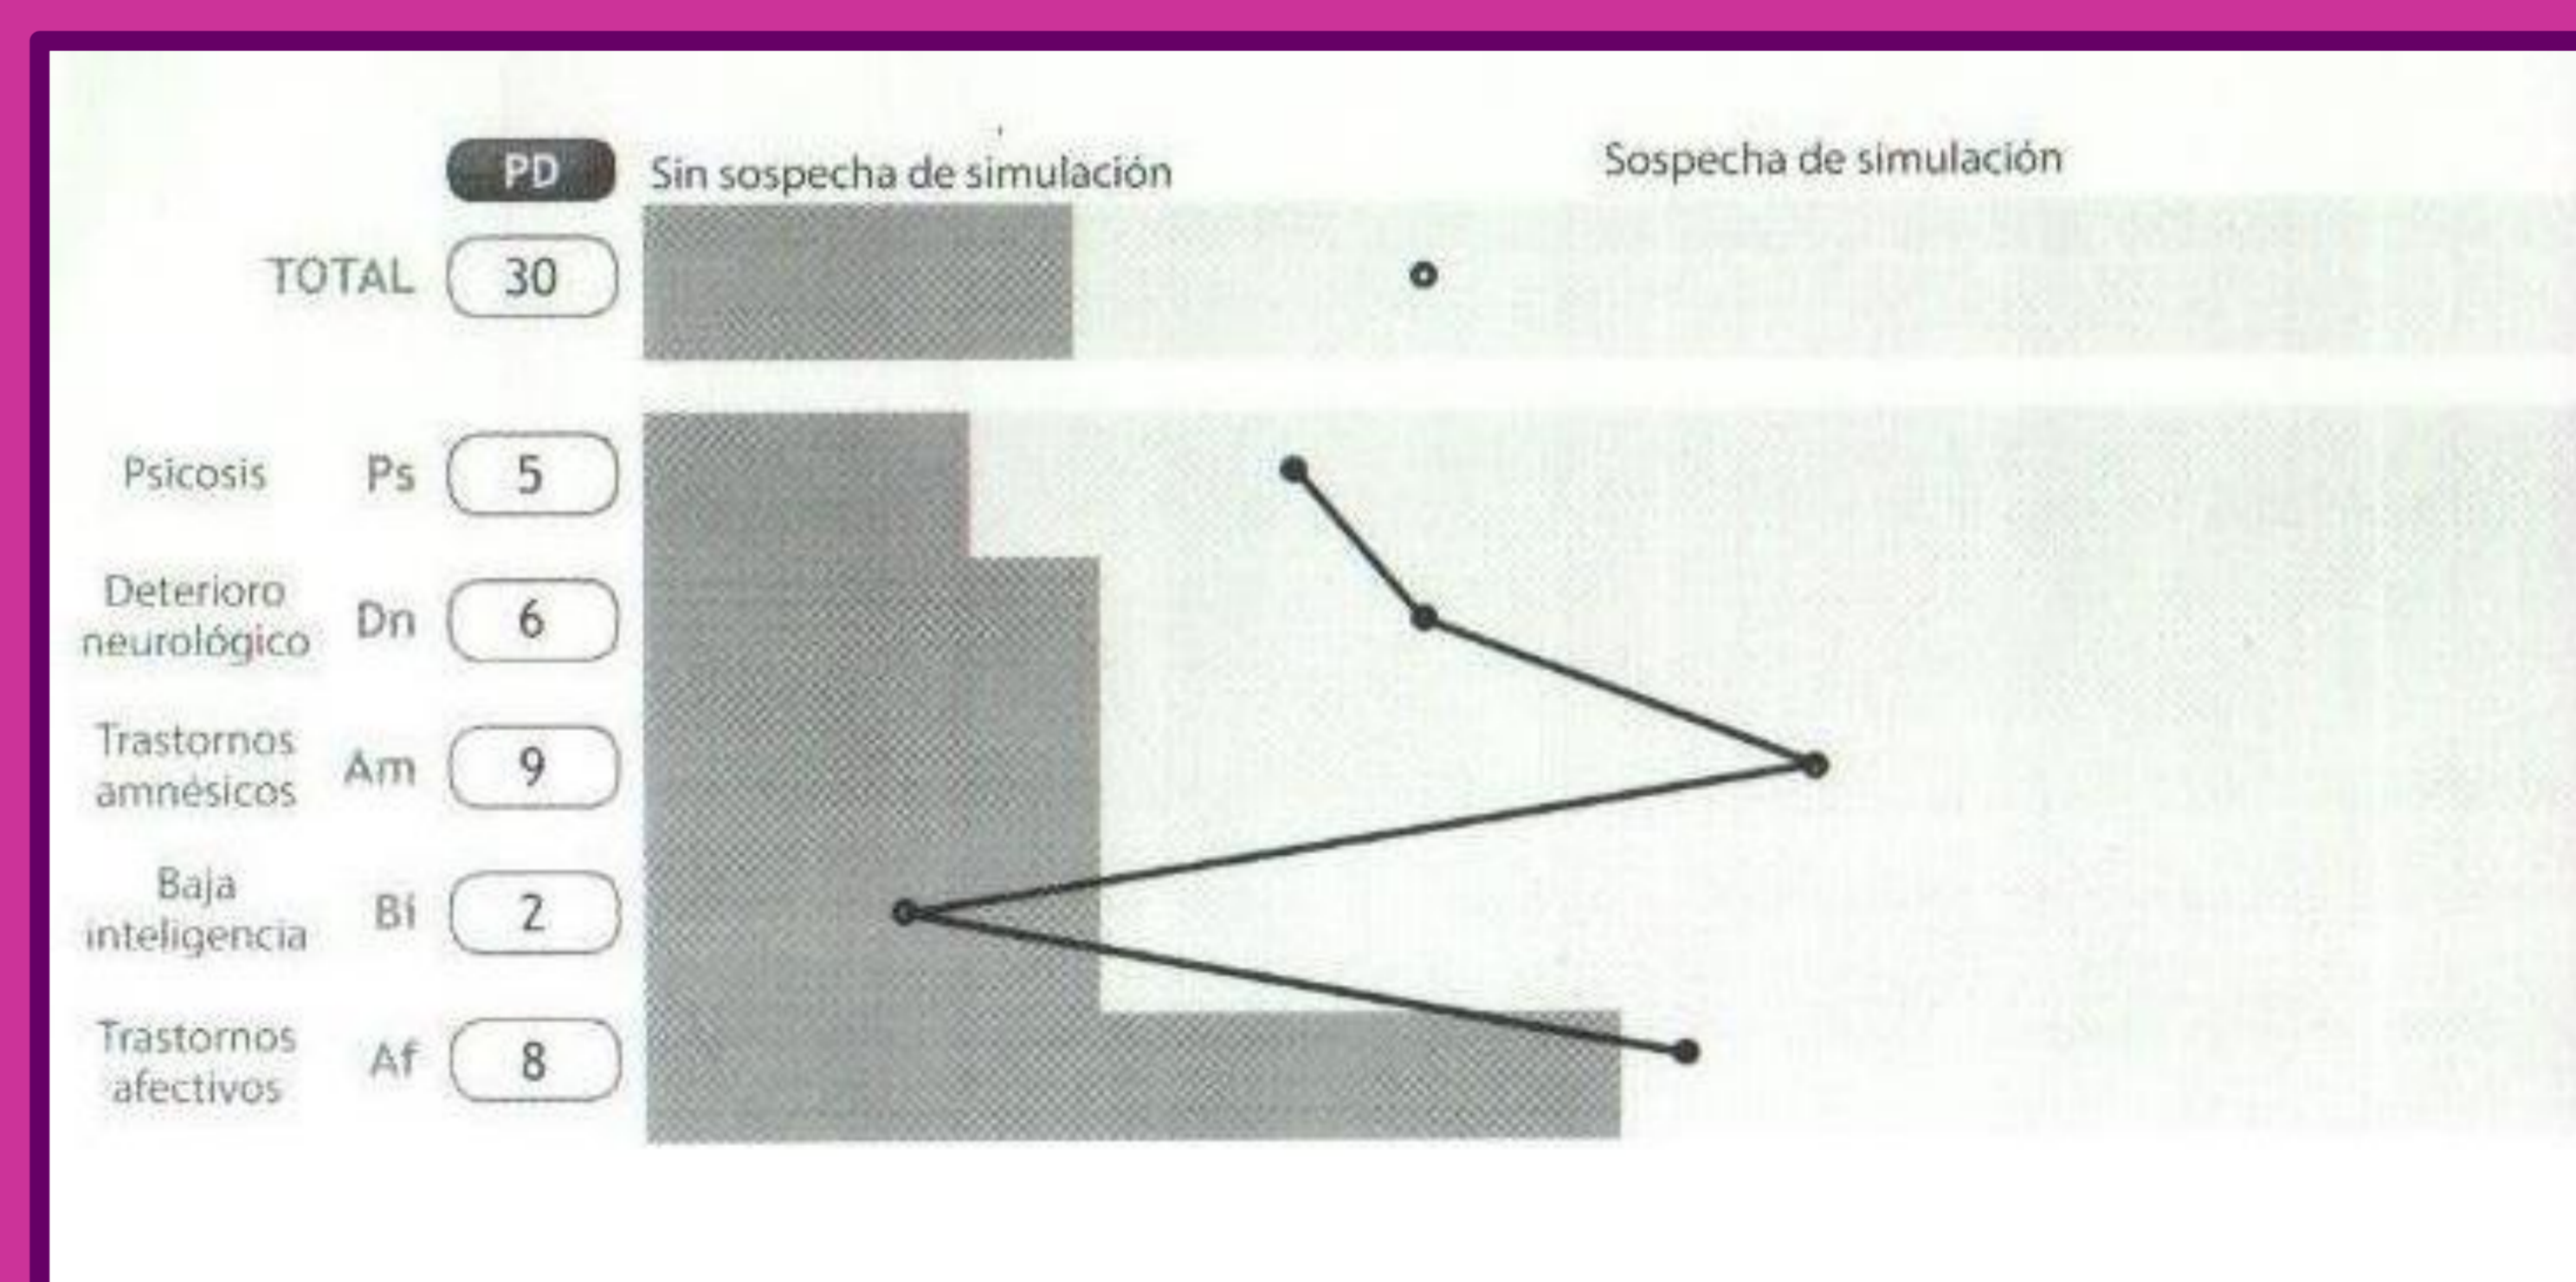 PD Sin sospecha de simulación Sospecha de simulación
TOTAL 30
Psicosis Ps 5
Deterioro
neurológico Dn 6
Trastornos
amnésicos Am 9
Baja
inteligencia Bi 2
Trastornos
afectivos Af 8